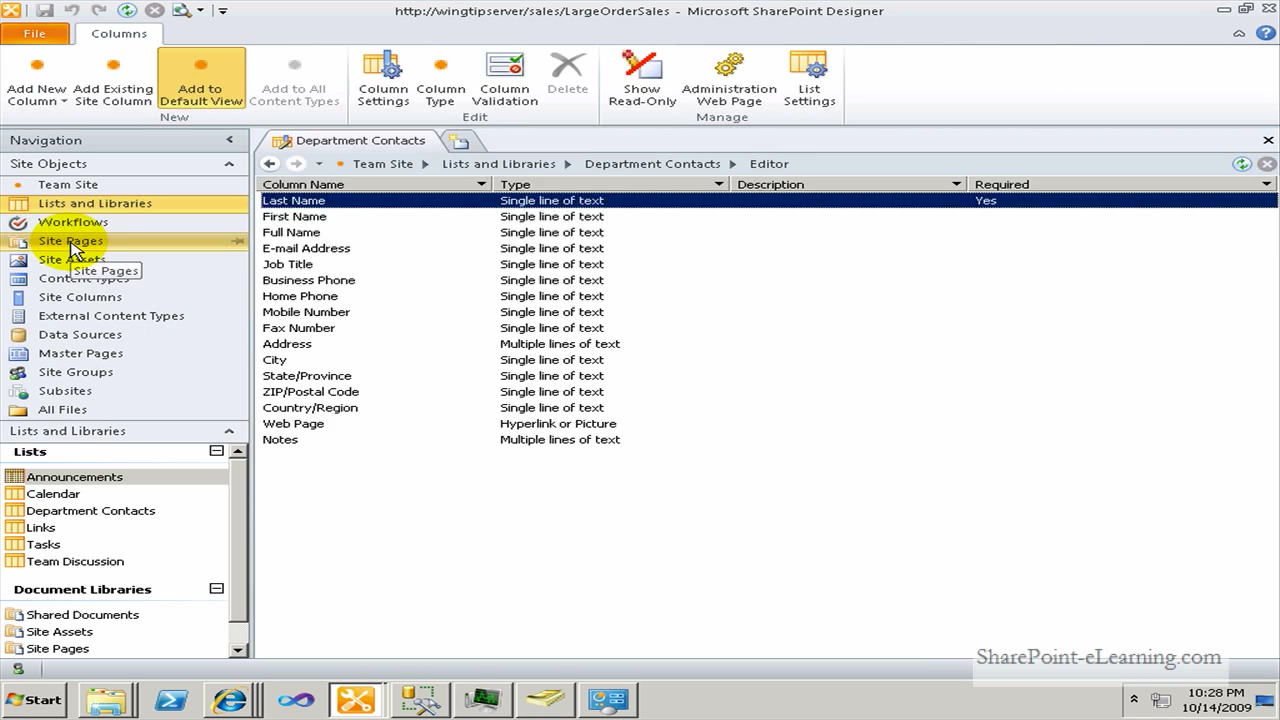 http://wingtipserver/sales/LargeOrderSales - Microsoft SharePoint Designer
File Columns
Add New Column
Add Existing Site Column
Add to Default View
Add to All Content Types
New
Column Settings
Column Type
Column Validation
Delete
Edit
Show Read-Only
Administration Web Page
List Settings
Manage
Navigation
Site Objects
Team Site
Lists and Libraries
Workflows
Site Pages
Site Assets
Site Pages
Content Types
Site Columns
External Content Types
Data Sources
Master Pages
Site Groups
Subsites
All Files
Lists and Libraries
Lists
Announcements
Calendar
Department Contacts
Links
Tasks
Team Discussion
Document Libraries
Shared Documents
Site Assets
Site Pages
Department Contacts
Team Site Lists and Libraries Department Contacts Editor
Column Name Type Description Required
Last Name Single line of text Yes
First Name Single line of text
Full Name Single line of text
E-mail Address Single line of text
Job Title Single line of text
Business Phone Single line of text
Home Phone Single line of text
Mobile Number Single line of text
Fax Number Single line of text
Address Multiple lines of text
City Single line of text
State/Province Single line of text
ZIP/Postal Code Single line of text
Country/Region Single line of text
Web Page Hyperlink or Picture
Notes Multiple lines of text
SharePoint-eLearning.com
Start
10:28 PM
10/14/2009